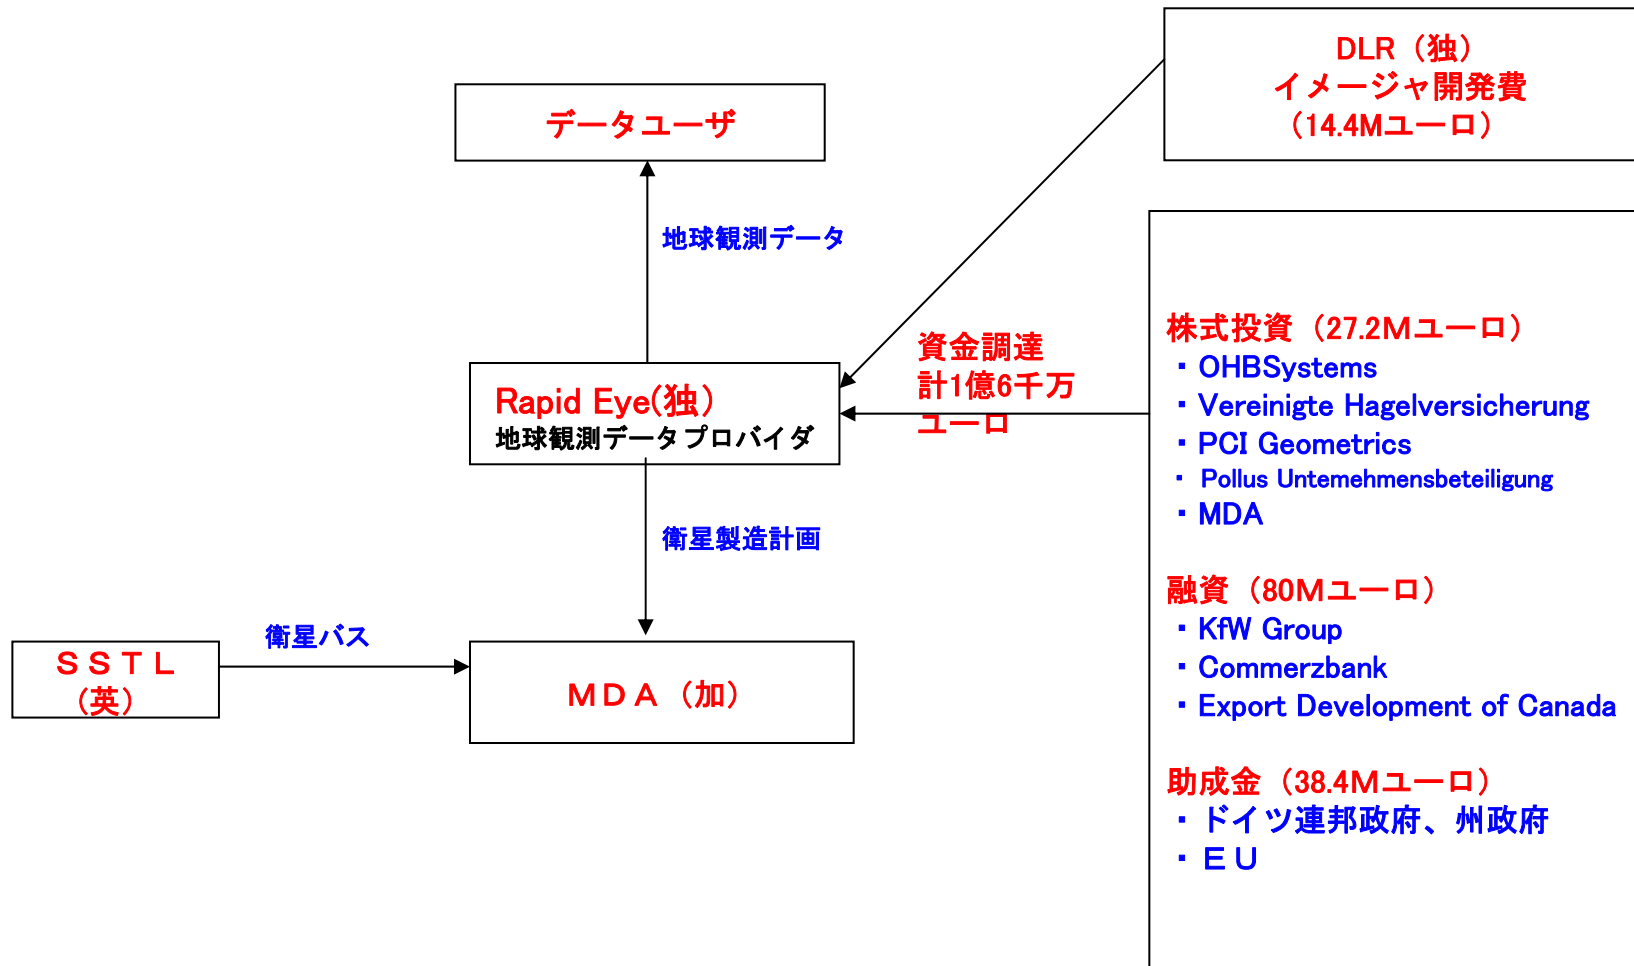 DLR（独）
イメージャ開発費
（14.4Mユーロ）
データユーザ
地球観測データ
資金調達
計1億6千万
ユーロ
Rapid Eye(独）
地球観測データプロバイダ
衛星製造計画
衛星バス
ＳＳＴＬ
（英）
ＭＤＡ（加）
株式投資（27.2Mユーロ）
・OHBSystems
・Vereinigte Hagelversicherung
・PCI Geometrics
・ Pollus Untemehmensbeteiligung
・MDA
融資（80Mユーロ）
・KfW Group
・Commerzbank
・Export Development of Canada
助成金（38.4Mユーロ）
・ドイツ連邦政府、州政府
・ＥＵ